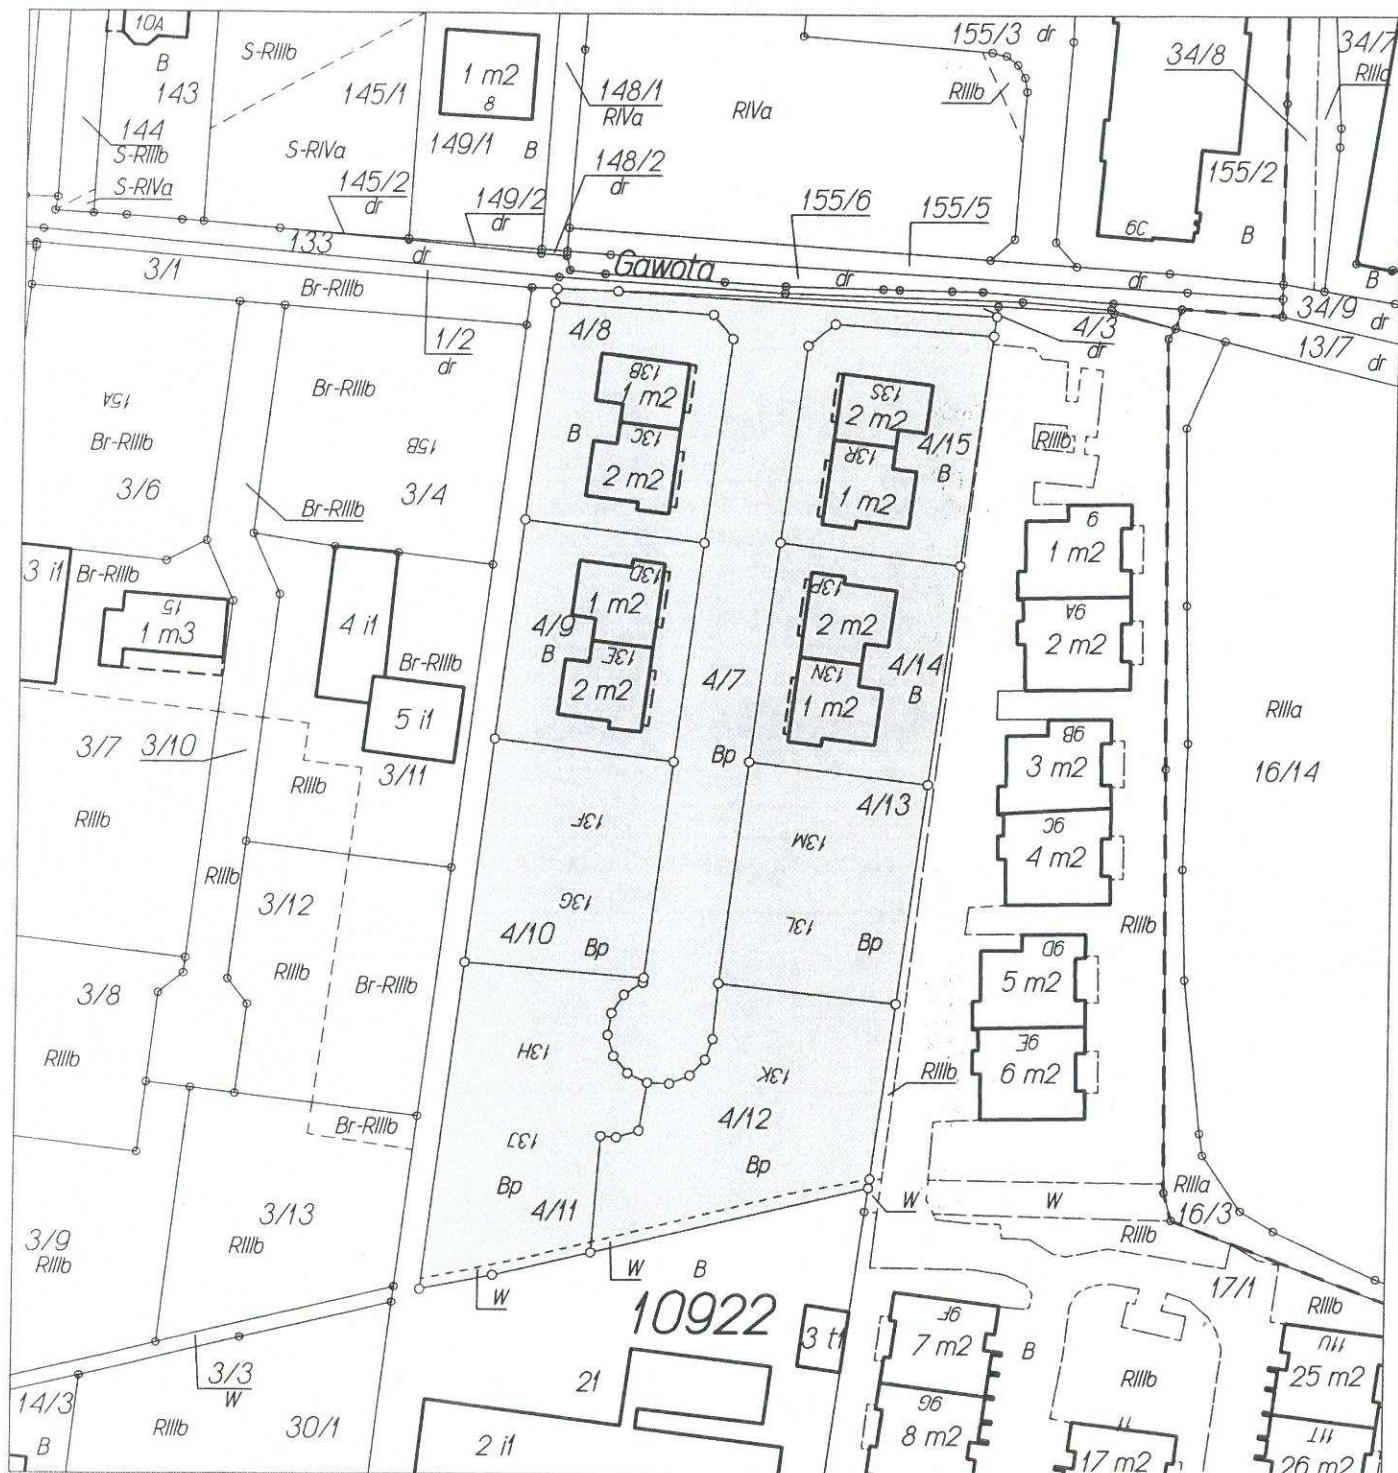 10A
B
143
S-RIIIb
145/1
1 m2
8
148/1
RIVa
RIVa
155/3 dr
RIIIb
34/8
34/7
144
S-RIIIb
S-RIVa
S-RIVa
149/1 B
148/2
dr
145/2
dr
149/2
dr
155/6
155/5
9C
155/2
B
133
dr
Gawota
dr
dr
B
34/9
dr
3/1
Br-RIIIb
1/2
dr
4/8
4/3
dr
13/7
dr
15A
Br-RIIIb
3/6
Br-RIIIb
15B
3/4
Br-RIIIb
13B
1 m2
B
13C
2 m2
13S
2 m2
4/15
B
13R
1 m2
RIIIb
9
1 m2
9A
2 m2
3 i1
Br-RIIIb
15
1 m3
4 i1
Br-RIIIb
5 i1
13D
1 m2
4/9
B
13E
2 m2
4/7
13P
2 m2
4/14
B
13N
1 m2
Bp
3/7
3/10
3/11
RIIIb
RIIIb
9B
3 m2
9C
4 m2
RIIIa
16/14
4/13
13F
13M
13G
13L
4/10
Bp
Bp
RIIIb
3/12
RIIIb
Br-RIIIb
RIIIb
9D
5 m2
9E
6 m2
3/8
RIIIb
13H
13K
4/12
RIIIb
Br-RIIIb
13J
Bp
4/11
Bp
W
W
RIIIa
16/3
RIIIb
3/9
RIIIb
3/13
RIIIb
W
W
B
10922
17/1
RIIIb
3/3
W
3 t1
9F
7 m2
B
RIIIb
11U
25 m2
14/3
B
RIIIb
30/1
21
2 i1
9G
8 m2
17 m2
11T
26 m2